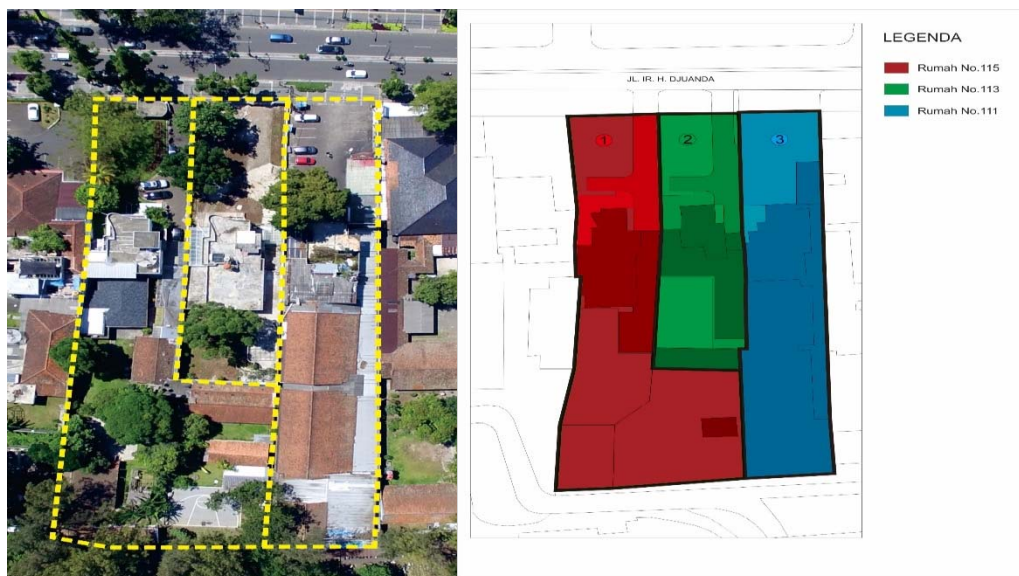 JL. IR. H. DJUANDA
1
2
3
LEGENDA
Rumah No.115
Rumah No.113
Rumah No.111